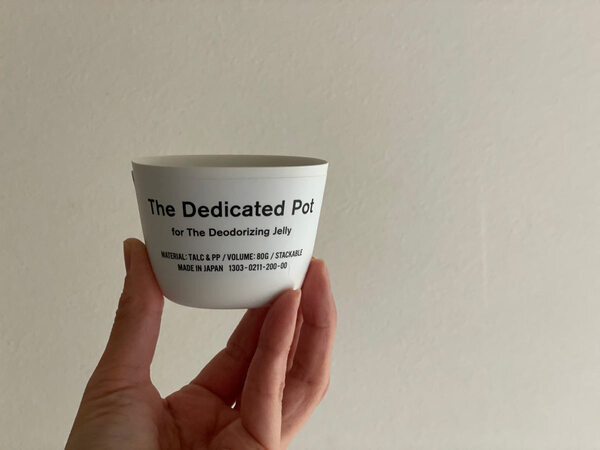 The Dedicated Pot
for The Deodorizing Jelly
MATERIAL: TALC & PP / VOLUME: 80G / STACKABLE
MADE IN JAPAN 1303-0211-200-00